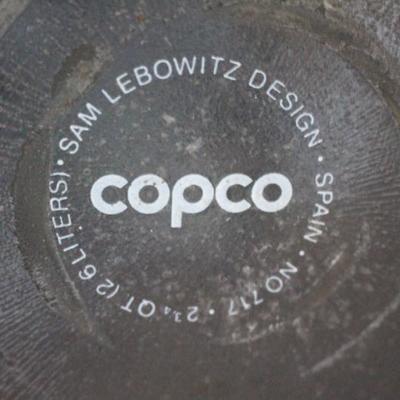 SAM LEBOWITZ DESIGN • SPAIN • NO 717 • 2¾ QT (2 6 LITERS) •
copco